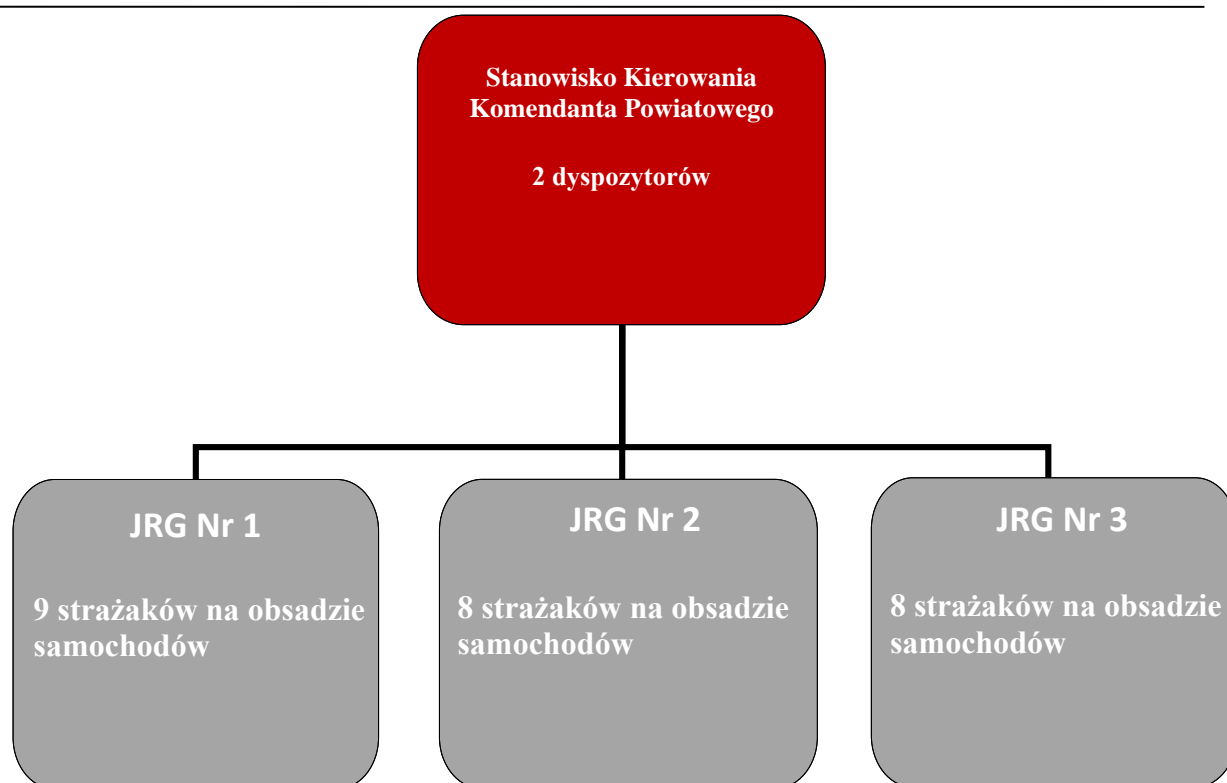 Stanowisko Kierowania
Komendanta Powiatowego
2 dyspozytorów
JRG Nr 1
9 strażaków na obsadzie
samochodów
JRG Nr 2
8 strażaków na obsadzie
samochodów
JRG Nr 3
8 strażaków na obsadzie
samochodów